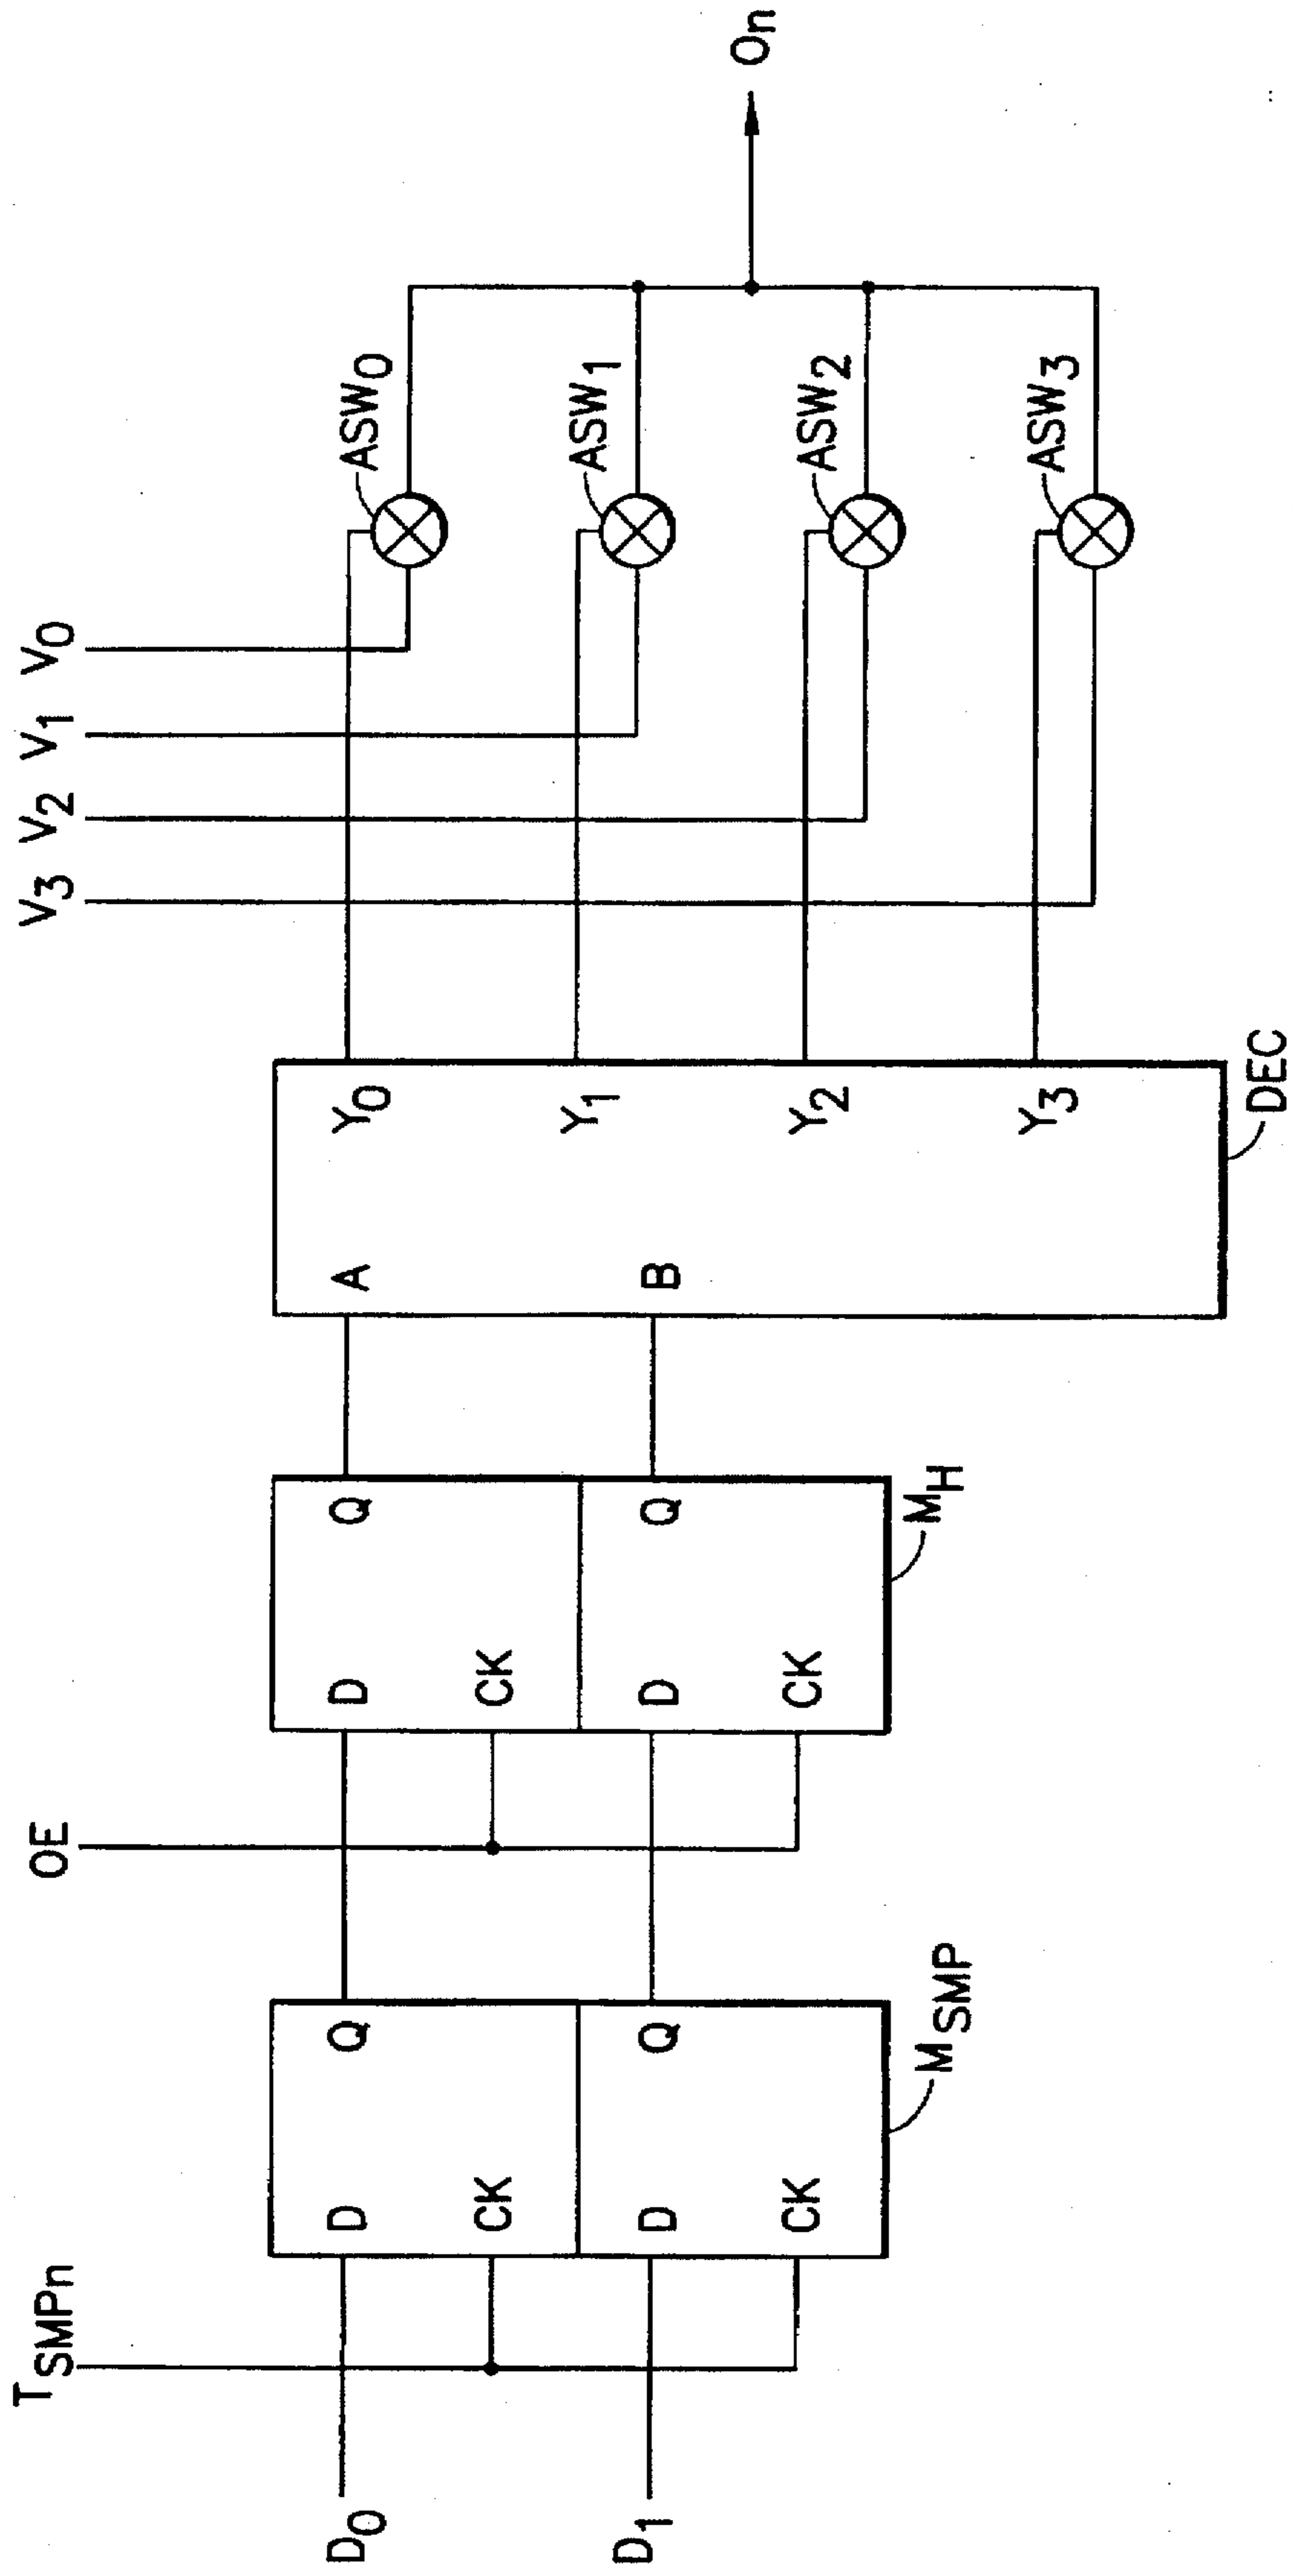 TSMPn
OE
V3 V2 V1 V0
D0
D Q
D Q
A Y0
ASW0
CK
CK
Y1
ASW1
On
D1
D Q
D Q
B
Y2
ASW2
CK
CK
Y3
ASW3
MSMP
MH
DEC